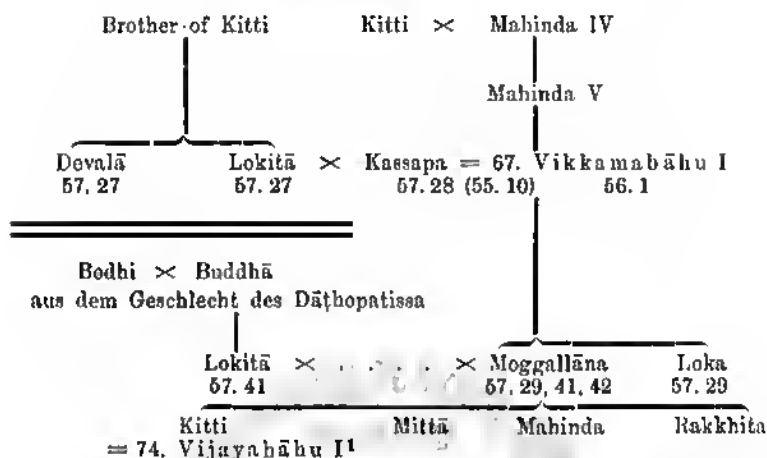 Brother of Kitti Kitti × Mahinda IV
Mahinda V
Devalā Lokitā × Kassapa = 67. Vikkamabāhu I
57, 27 57. 27 57. 28 (55. 10) 56. 1
Bodhi × Buddhā
aus dem Geschlecht des Dāṭhopatissa
Lokitā × . . . . . × Moggallāna Loka
57. 41 57, 29, 41, 42 57. 29
Kitti Mittā Mahinda Rakkhita
= 74. Vijayabāhu I¹